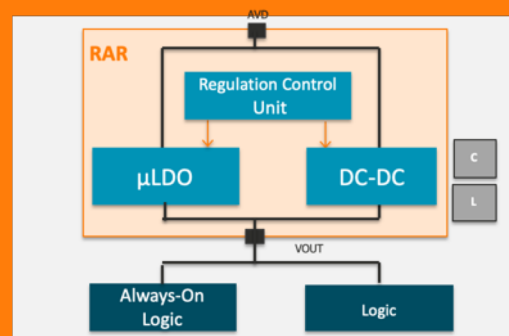 AVD
RAR
Regulation Control
Unit
µLDO
DC-DC
C
L
VOUT
Always-On
Logic
Logic